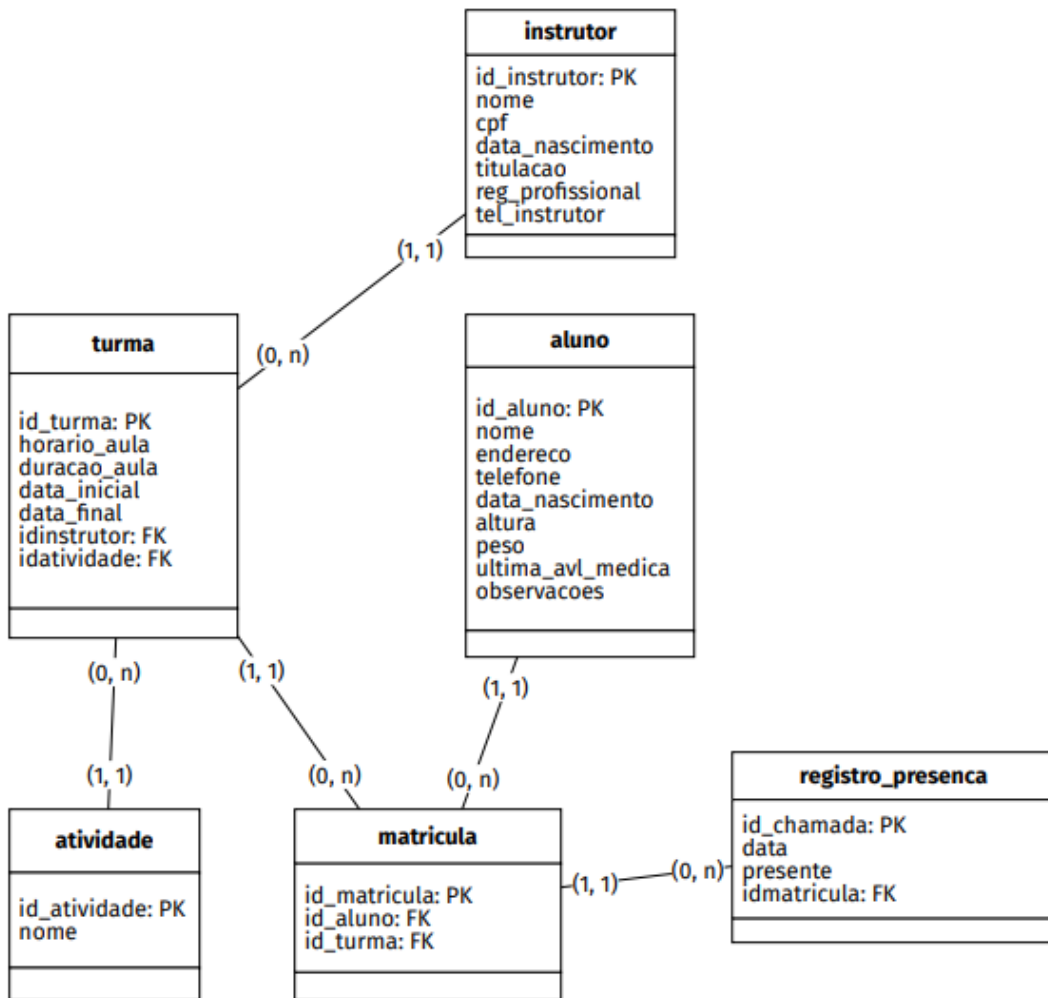 instrutor
id_instrutor: PK
nome
cpf
data_nascimento
titulacao
reg_profissional
tel_instrutor
(1, 1)
(0, n)
turma
id_turma: PK
horario_aula
duracao_aula
data_inicial
data_final
idinstrutor: FK
idatividade: FK
aluno
id_aluno: PK
nome
endereco
telefone
data_nascimento
altura
peso
ultima_avl_medica
observacoes
(0, n)
(1, 1)
(1, 1)
(1, 1)
(0, n)
(0, n)
atividade
id_atividade: PK
nome
matricula
id_matricula: PK
id_aluno: FK
id_turma: FK
(1, 1)
(0, n)
registro_presenca
id_chamada: PK
data
presente
idmatricula: FK